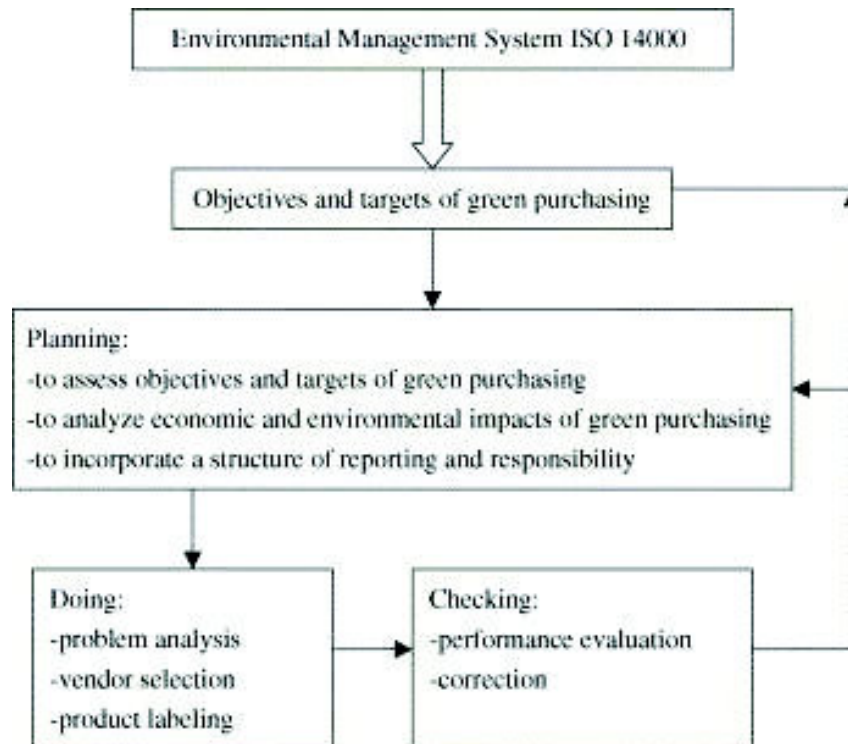 Environmental Management System ISO 14000
Objectives and targets of green purchasing
Planning:
-to assess objectives and targets of green purchasing
-to analyze economic and environmental impacts of green purchasing
-to incorporate a structure of reporting and responsibility
Doing:
-problem analysis
-vendor selection
-product labeling
Checking:
-performance evaluation
-correction